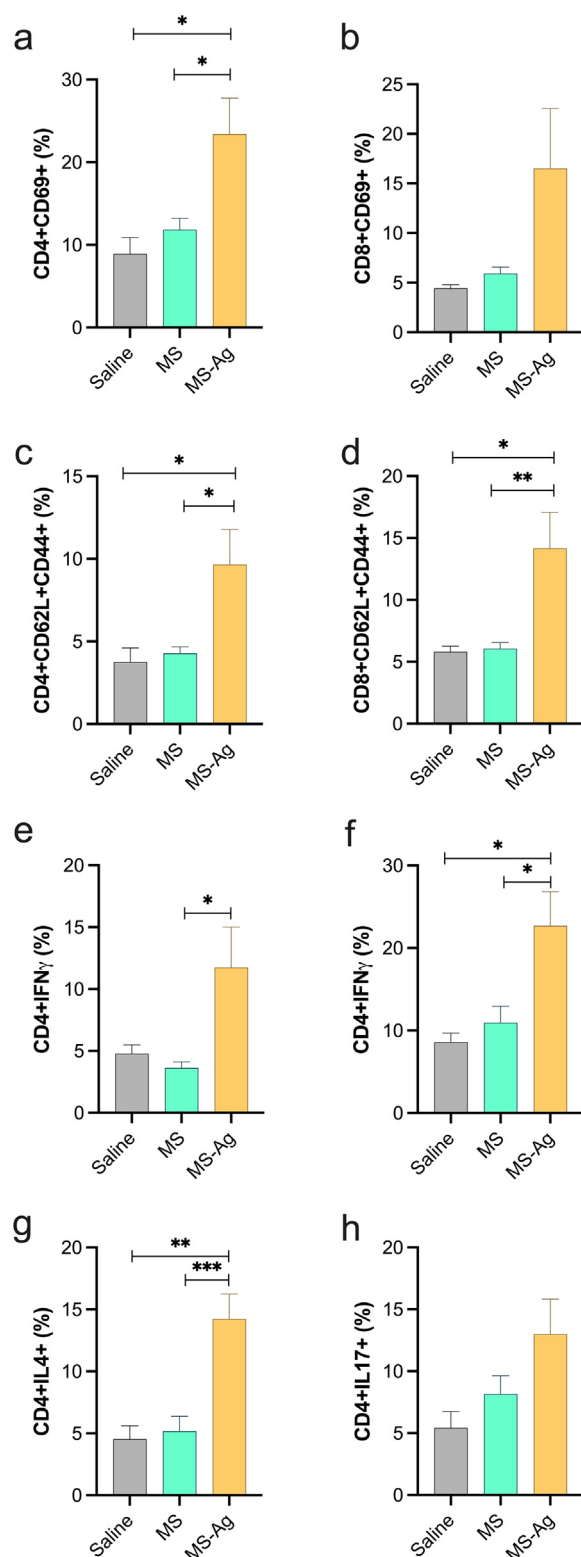 a
b
*
*
CD4+CD69+ (%)
30
20
10
0
Saline
MS
MS-Ag
CD8+CD69+ (%)
25
20
15
10
5
0
Saline
MS
MS-Ag
c
d
*
*
CD4+CD62L+CD44+ (%)
15
10
5
0
Saline
MS
MS-Ag
*
**
CD8+CD62L+CD44+ (%)
20
15
10
5
0
Saline
MS
MS-Ag
e
f
*
CD4+IFNγ (%)
20
15
10
5
0
Saline
MS
MS-Ag
*
*
CD4+IFNγ (%)
30
20
10
0
Saline
MS
MS-Ag
g
h
**
***
CD4+IL4+ (%)
20
15
10
5
0
Saline
MS
MS-Ag
CD4+IL17+ (%)
20
15
10
5
0
Saline
MS
MS-Ag